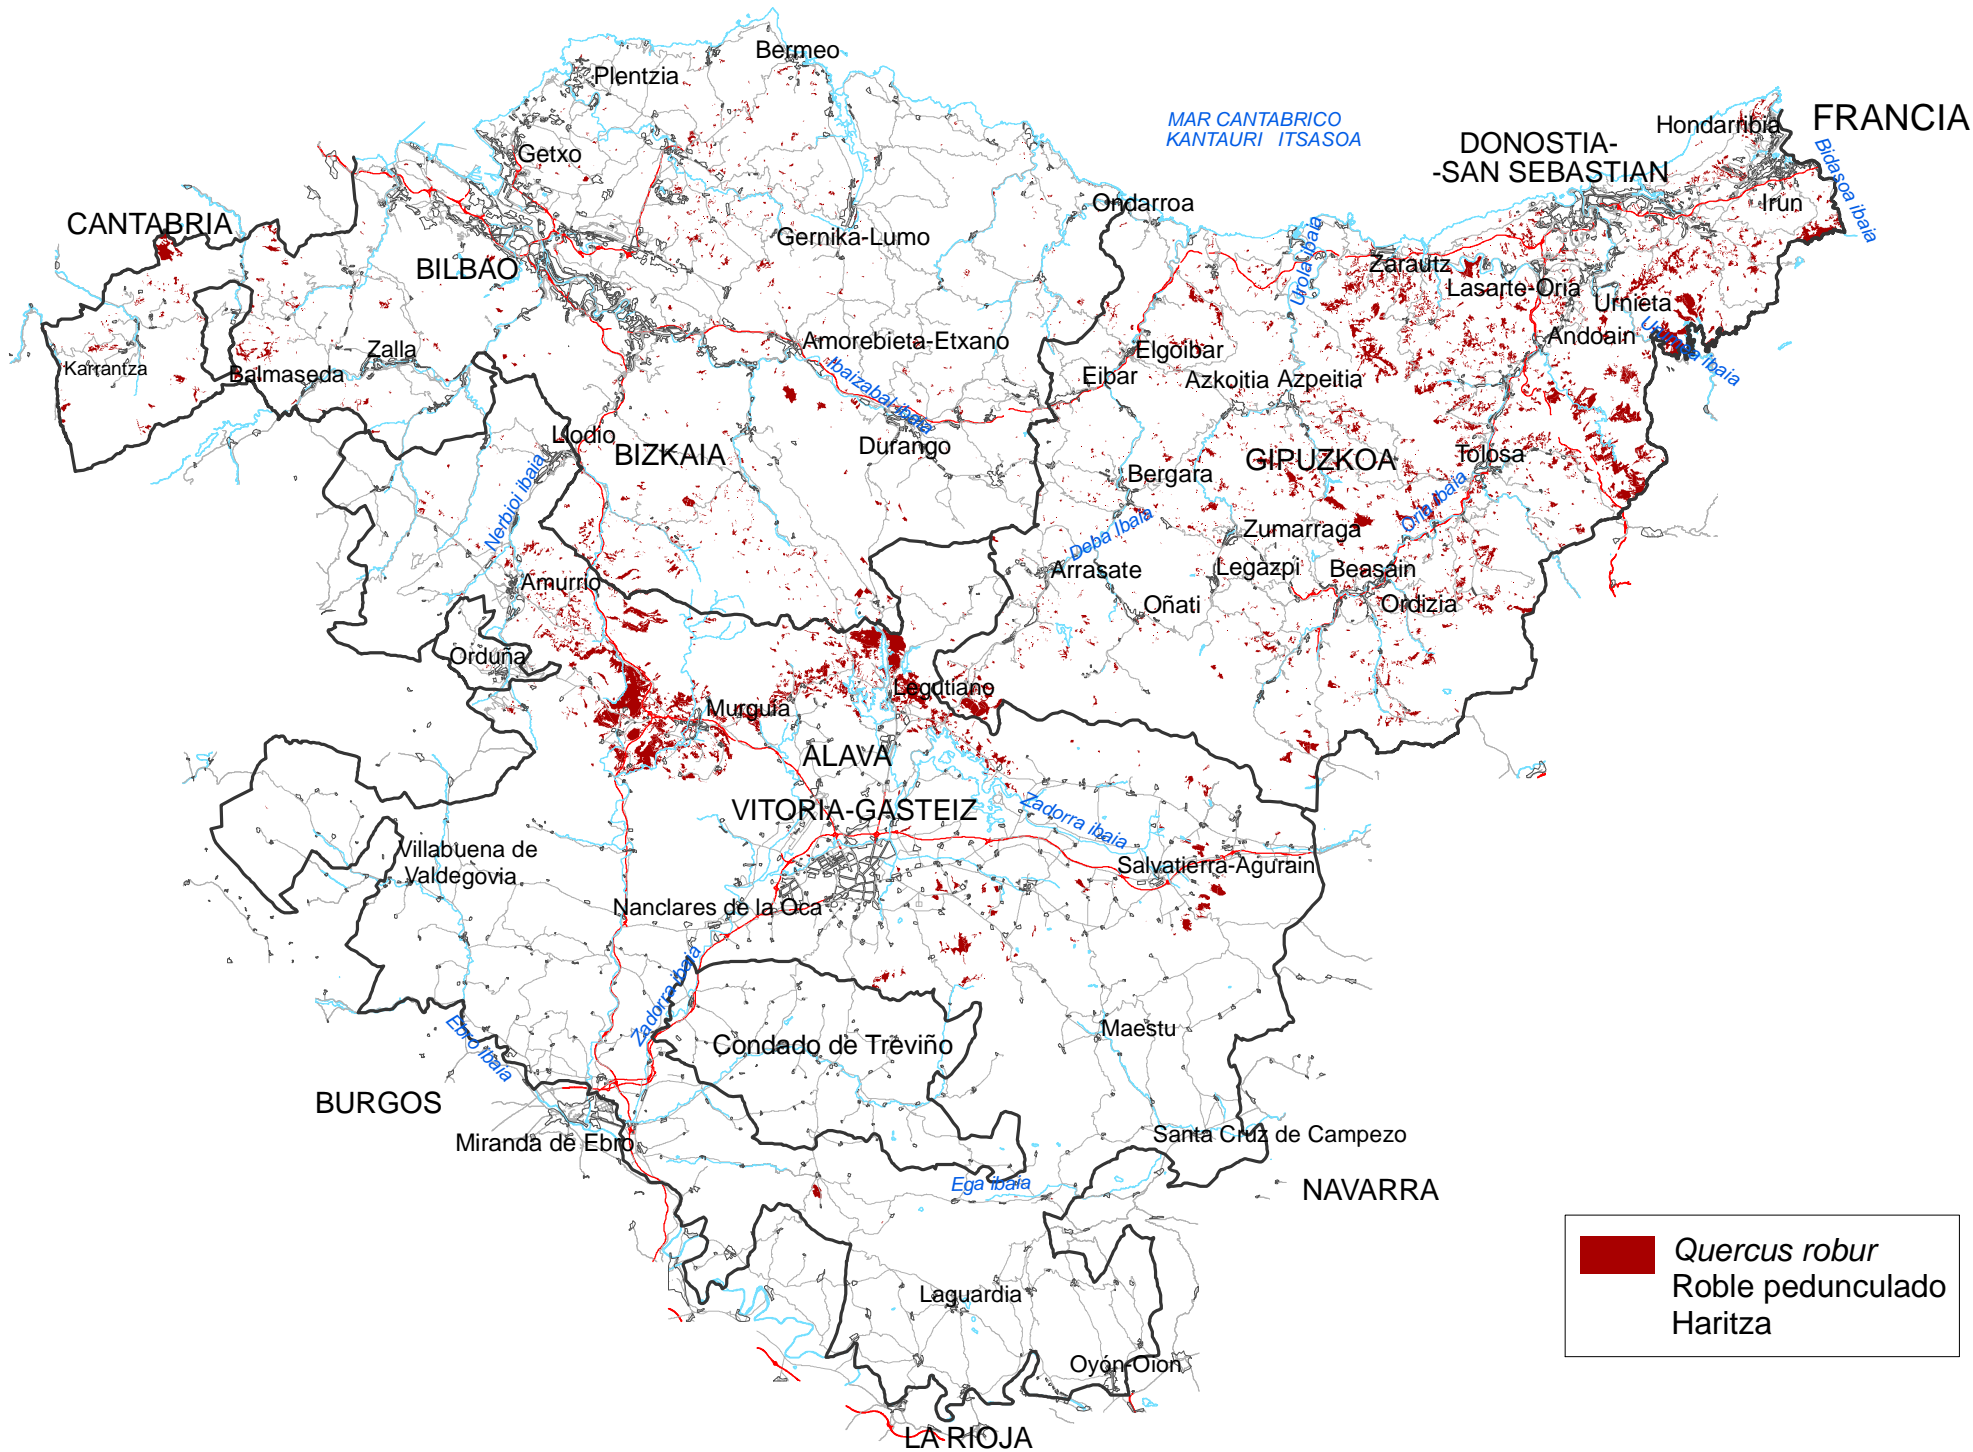 Bermeo
Plentzia
MAR CANTABRICO
KANTAURI ITSASOA
Hondarribia
FRANCIA
DONOSTIA-
-SAN SEBASTIAN
Bidasoa ibaia
Getxo
Irun
CANTABRIA
Ondarroa
Gernika-Lumo
Urola ibaia
BILBAO
Zarautz
Lasarte-Oria
Urnieta
Andoain
Urumea ibaia
Amorebieta-Etxano
Elgoibar
Zalla
Karrantza
Balmaseda
Ibaizabal ibaia
Eibar
Azkoitia
Azpeitia
Llodio
BIZKAIA
Durango
Bergara
GIPUZKOA
Tolosa
Nerbioi ibaia
Oria ibaia
Deba Ibaia
Zumarraga
Amurrio
Arrasate
Legazpi
Beasain
Oñati
Ordizia
Orduña
Legutiano
Murguia
ALAVA
VITORIA-GASTEIZ
Zadorra ibaia
Villabuena de
Valdegovia
Salvatierra-Agurain
Nanclares de la Oca
Zadorra ibaia
Ebro ibaia
Condado de Treviño
Maestu
BURGOS
Miranda de Ebro
Santa Cruz de Campezo
Ega ibaia
NAVARRA
Laguardia
Oyón-Oion
LA RIOJA
Quercus robur
Roble pedunculado
Haritza